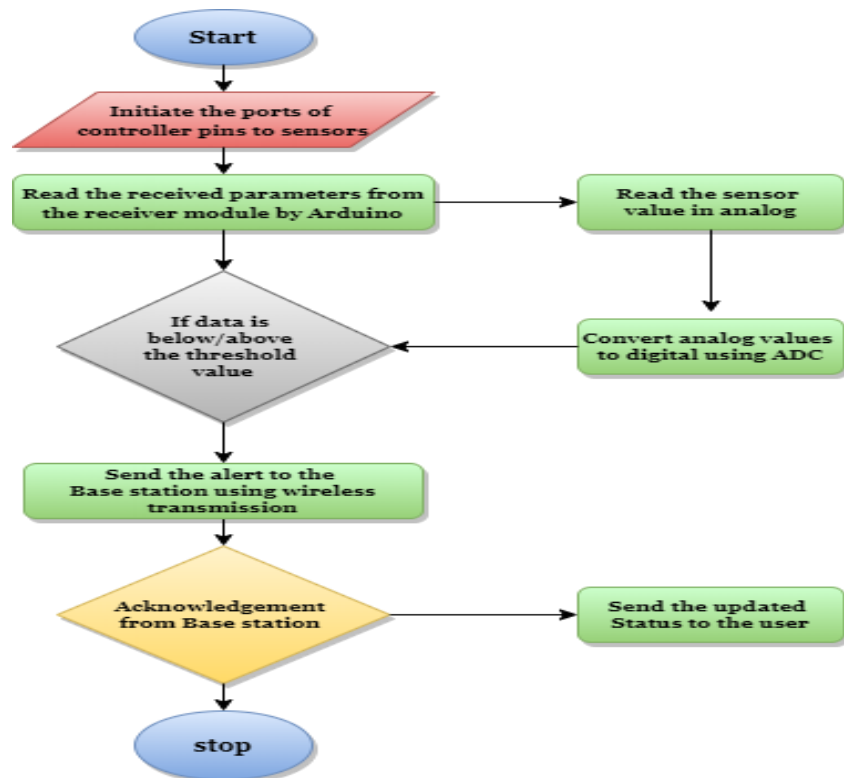 Start
Initiate the ports of
controller pins to sensors
Read the received parameters from
the receiver module by Arduino
Read the sensor
value in analog
If data is
below/above
the threshold
value
Convert analog values
to digital using ADC
Send the alert to the
Base station using wireless
transmission
Acknowledgement
from Base station
Send the updated
Status to the user
stop